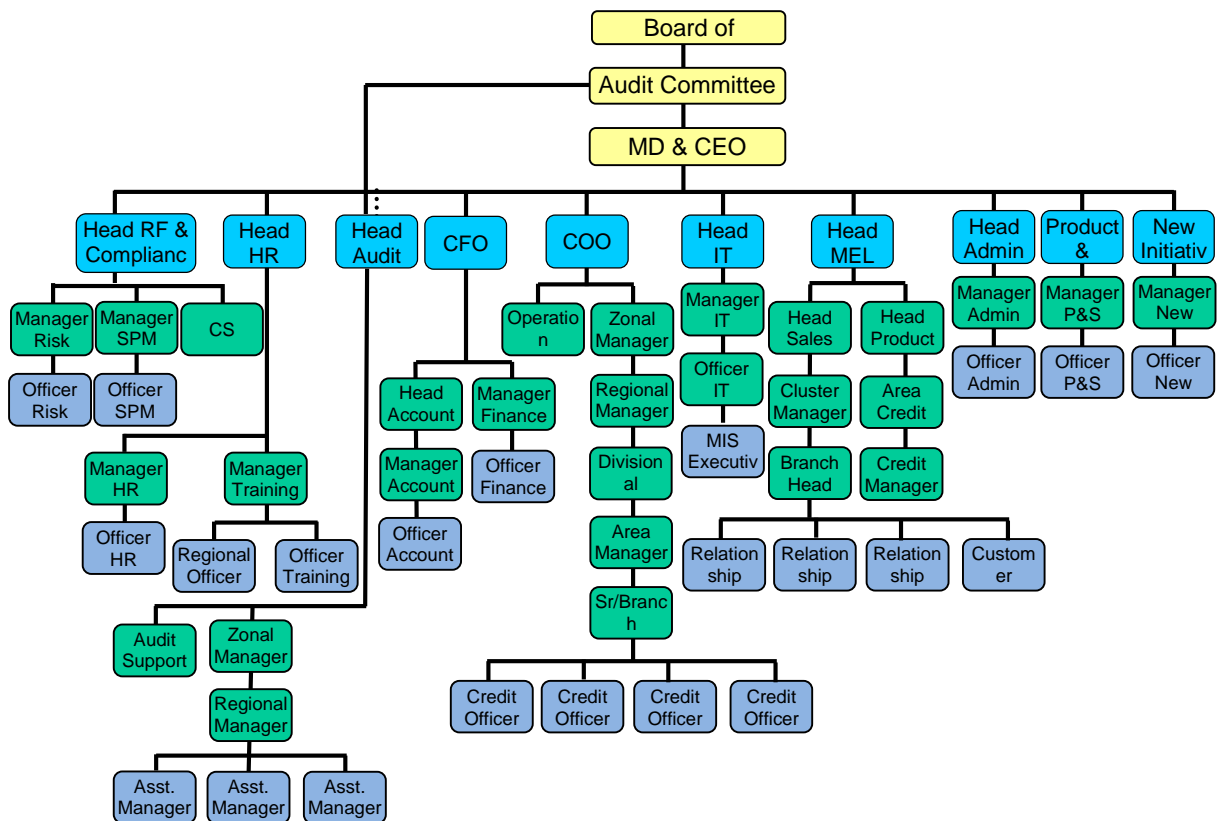 Board of
Audit Committee
MD & CEO
Head RF &
Complianc
Head
HR
Head
Audit
CFO
COO
Head
IT
Head
MEL
Head
Admin
Product
&
New
Initiativ
Manager
Risk
Manager
SPM
CS
Operatio
n
Zonal
Manager
Manager
IT
Head
Sales
Head
Product
Manager
Admin
Manager
P&S
Manager
New
Officer
Risk
Officer
SPM
Head
Account
Manager
Finance
Regional
Manager
Officer
IT
Cluster
Manager
Area
Credit
Officer
Admin
Officer
P&S
Officer
New
Manager
HR
Manager
Training
Manager
Account
Officer
Finance
Division
al
MIS
Executiv
Branch
Head
Credit
Manager
Officer
HR
Regional
Officer
Officer
Training
Officer
Account
Area
Manager
Relation
ship
Relation
ship
Relation
ship
Custom
er
Sr/Branc
h
Audit
Support
Zonal
Manager
Credit
Officer
Credit
Officer
Credit
Officer
Credit
Officer
Regional
Manager
Asst.
Manager
Asst.
Manager
Asst.
Manager